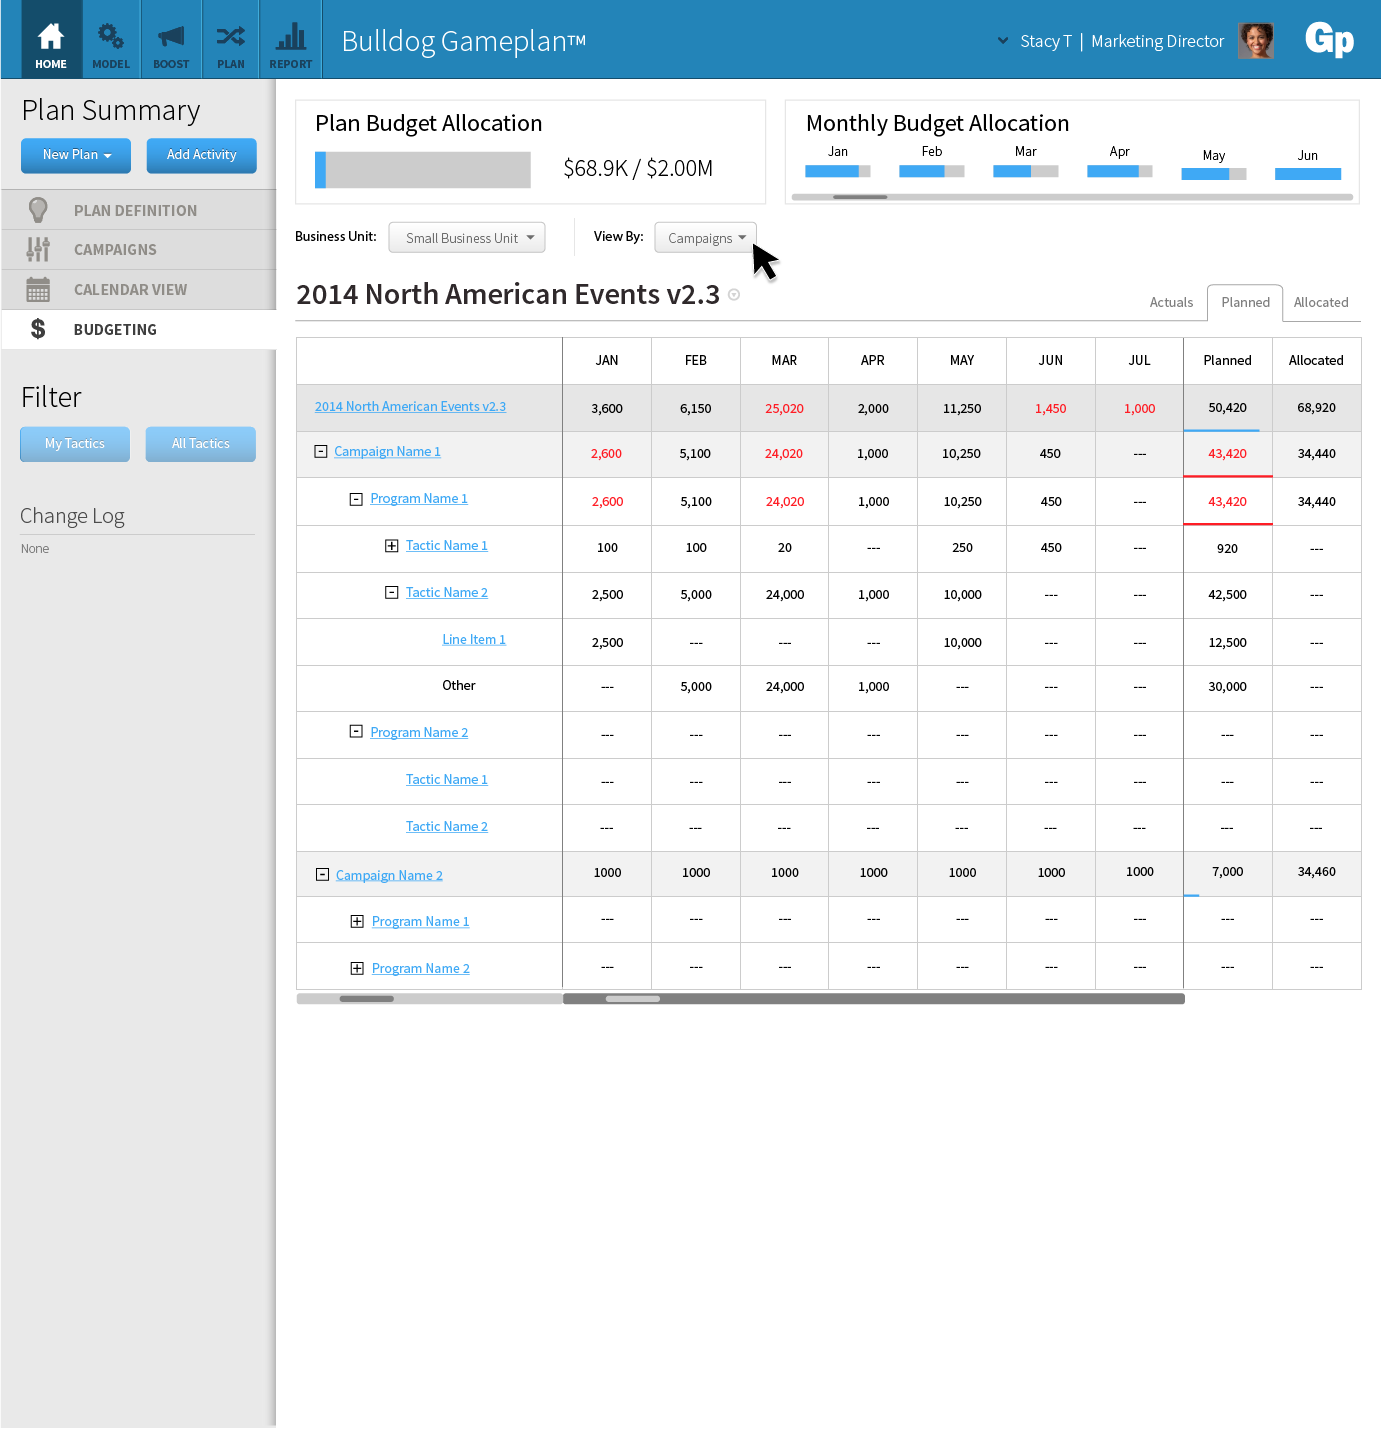 HOME MODEL BOOST PLAN REPORT
Bulldog Gameplan™
Stacy T | Marketing Director
Gp
Plan Summary
New Plan
Add Activity
PLAN DEFINITION
CAMPAIGNS
CALENDAR VIEW
$ BUDGETING
Filter
My Tactics
All Tactics
Change Log
None
Plan Budget Allocation
$68.9K / $2.00M
Monthly Budget Allocation
Jan Feb Mar Apr May Jun
Business Unit: Small Business Unit View By: Campaigns
2014 North American Events v2.3
Actuals Planned Allocated
JAN FEB MAR APR MAY JUN JUL Planned Allocated
2014 North American Events v2.3 3,600 6,150 25,020 2,000 11,250 1,450 1,000 50,420 68,920
Campaign Name 1 2,600 5,100 24,020 1,000 10,250 450 --- 43,420 34,440
Program Name 1 2,600 5,100 24,020 1,000 10,250 450 --- 43,420 34,440
Tactic Name 1 100 100 20 --- 250 450 --- 920 ---
Tactic Name 2 2,500 5,000 24,000 1,000 10,000 --- --- 42,500 ---
Line Item 1 2,500 --- --- --- 10,000 --- --- 12,500 ---
Other --- 5,000 24,000 1,000 --- --- --- 30,000 ---
Program Name 2 --- --- --- --- --- --- --- --- ---
Tactic Name 1 --- --- --- --- --- --- --- --- ---
Tactic Name 2 --- --- --- --- --- --- --- --- ---
Campaign Name 2 1000 1000 1000 1000 1000 1000 1000 7,000 34,460
Program Name 1 --- --- --- --- --- --- --- --- ---
Program Name 2 --- --- --- --- --- --- --- --- ---